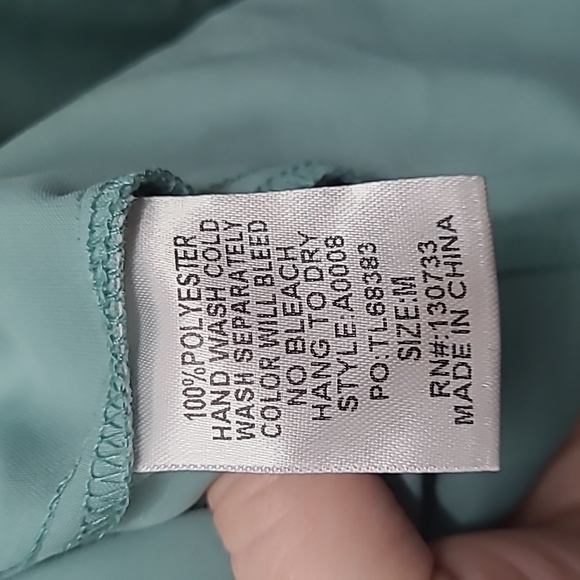 100%POLYESTER
HAND WASH COLD
WASH SEPARATELY
COLOR WILL BLEED
NO BLEACH
HANG TO DRY
STYLE:A0008
PO:TL68383
SIZE:M
RN#:130733
MADE IN CHINA